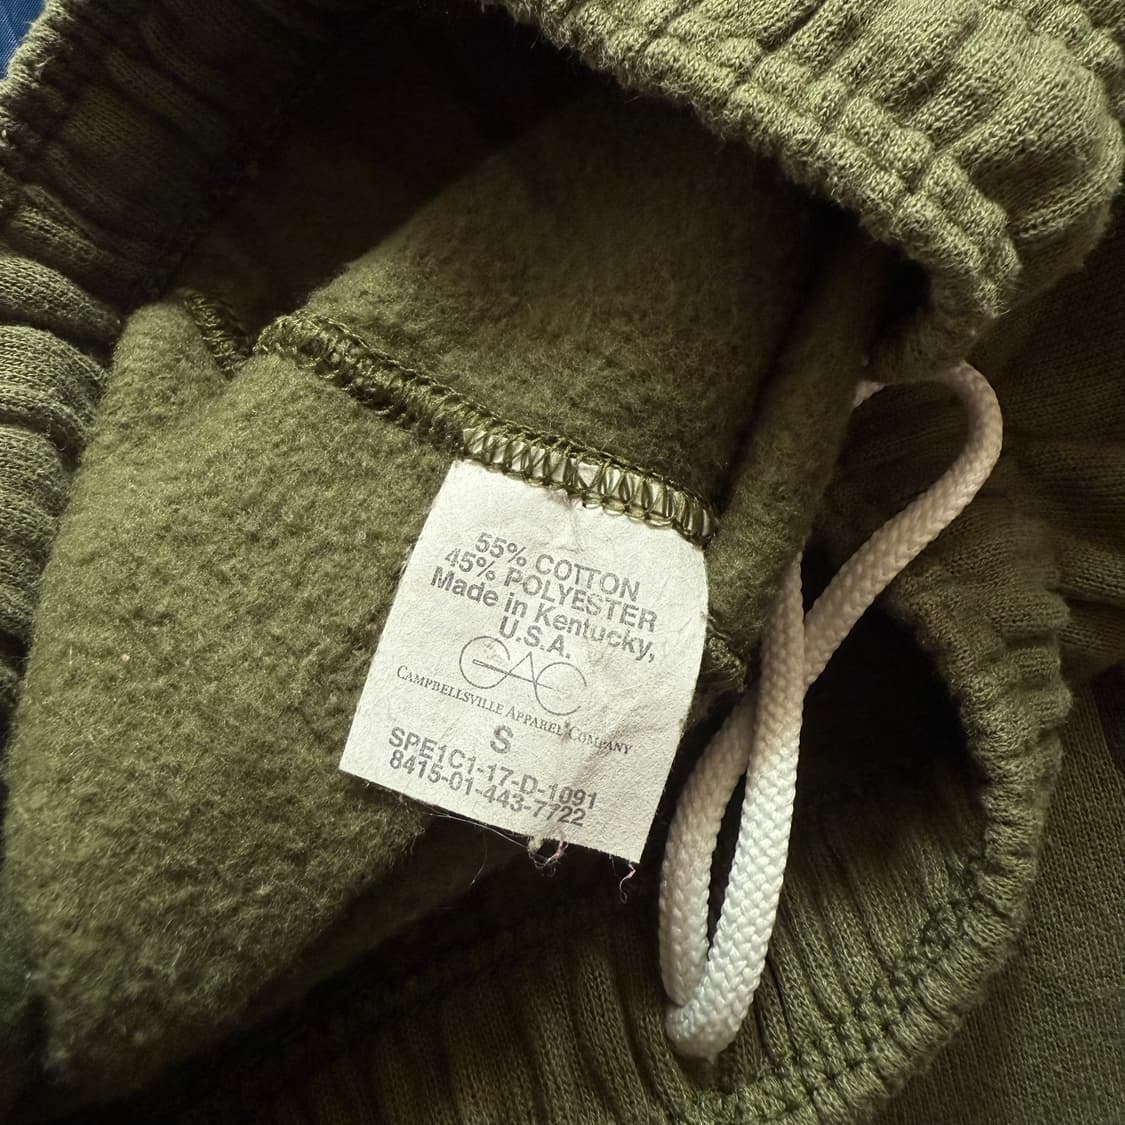 55% COTTON
45% POLYESTER
Made in Kentucky,
U.S.A.
CAC
CAMPBELLSVILLE APPAREL COMPANY
S
SPE1C1-17-D-1091
8415-01-443-7722